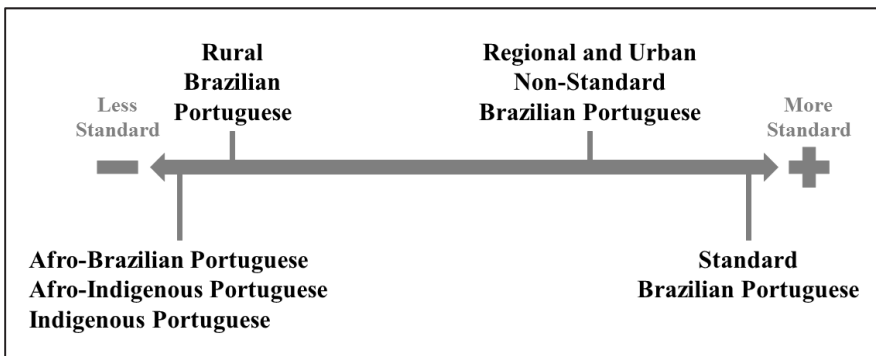 Rural
Brazilian
Portuguese
Regional and Urban
Non-Standard
Brazilian Portuguese
Less
Standard
More
Standard
Afro-Brazilian Portuguese
Afro-Indigenous Portuguese
Indigenous Portuguese
Standard
Brazilian Portuguese